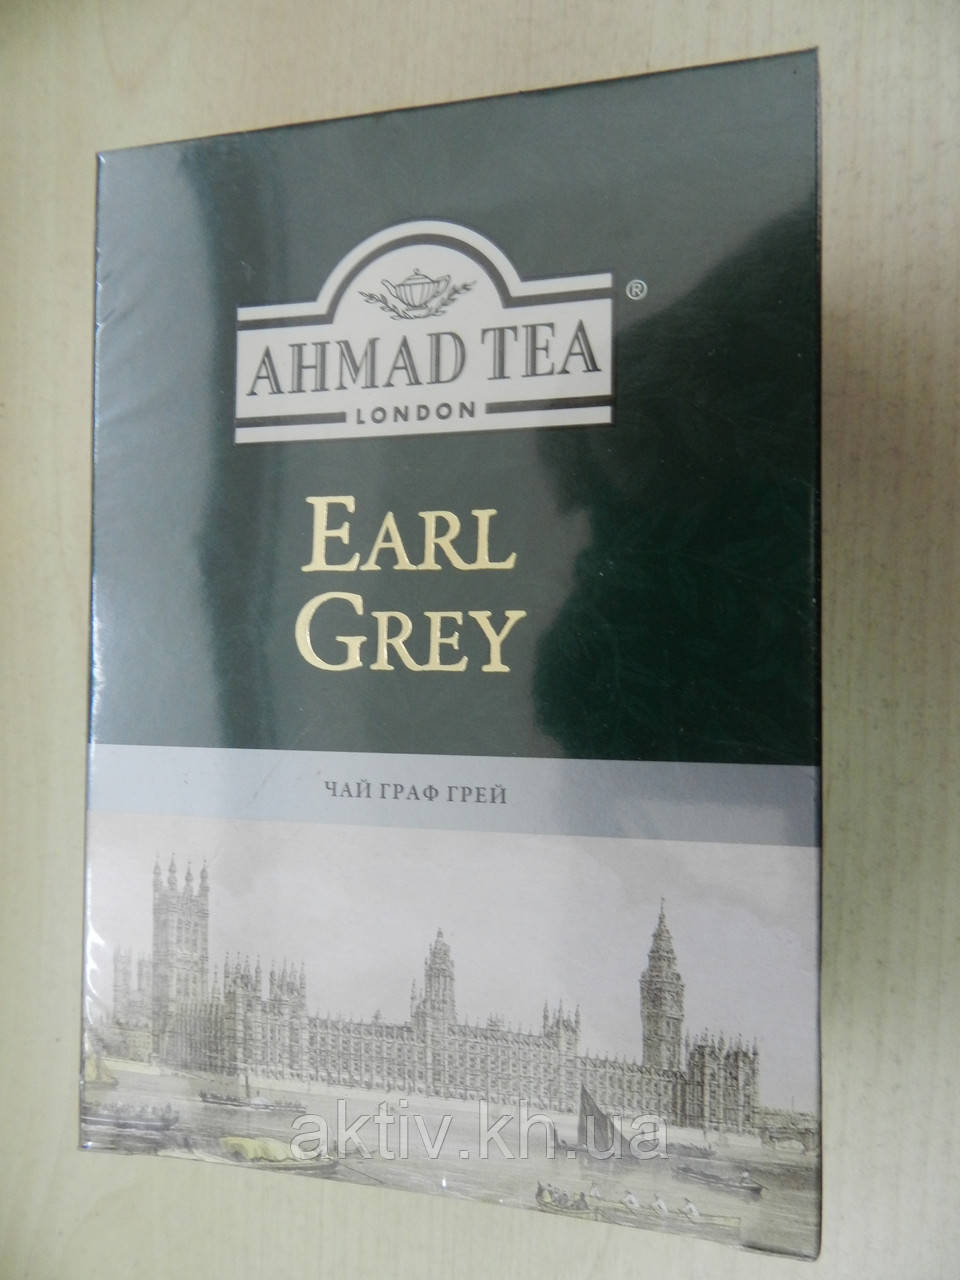 ®
AHMAD TEA
LONDON
EARL
GREY
ЧАЙ ГРАФ ГРЕЙ
aktiv.kh.ua